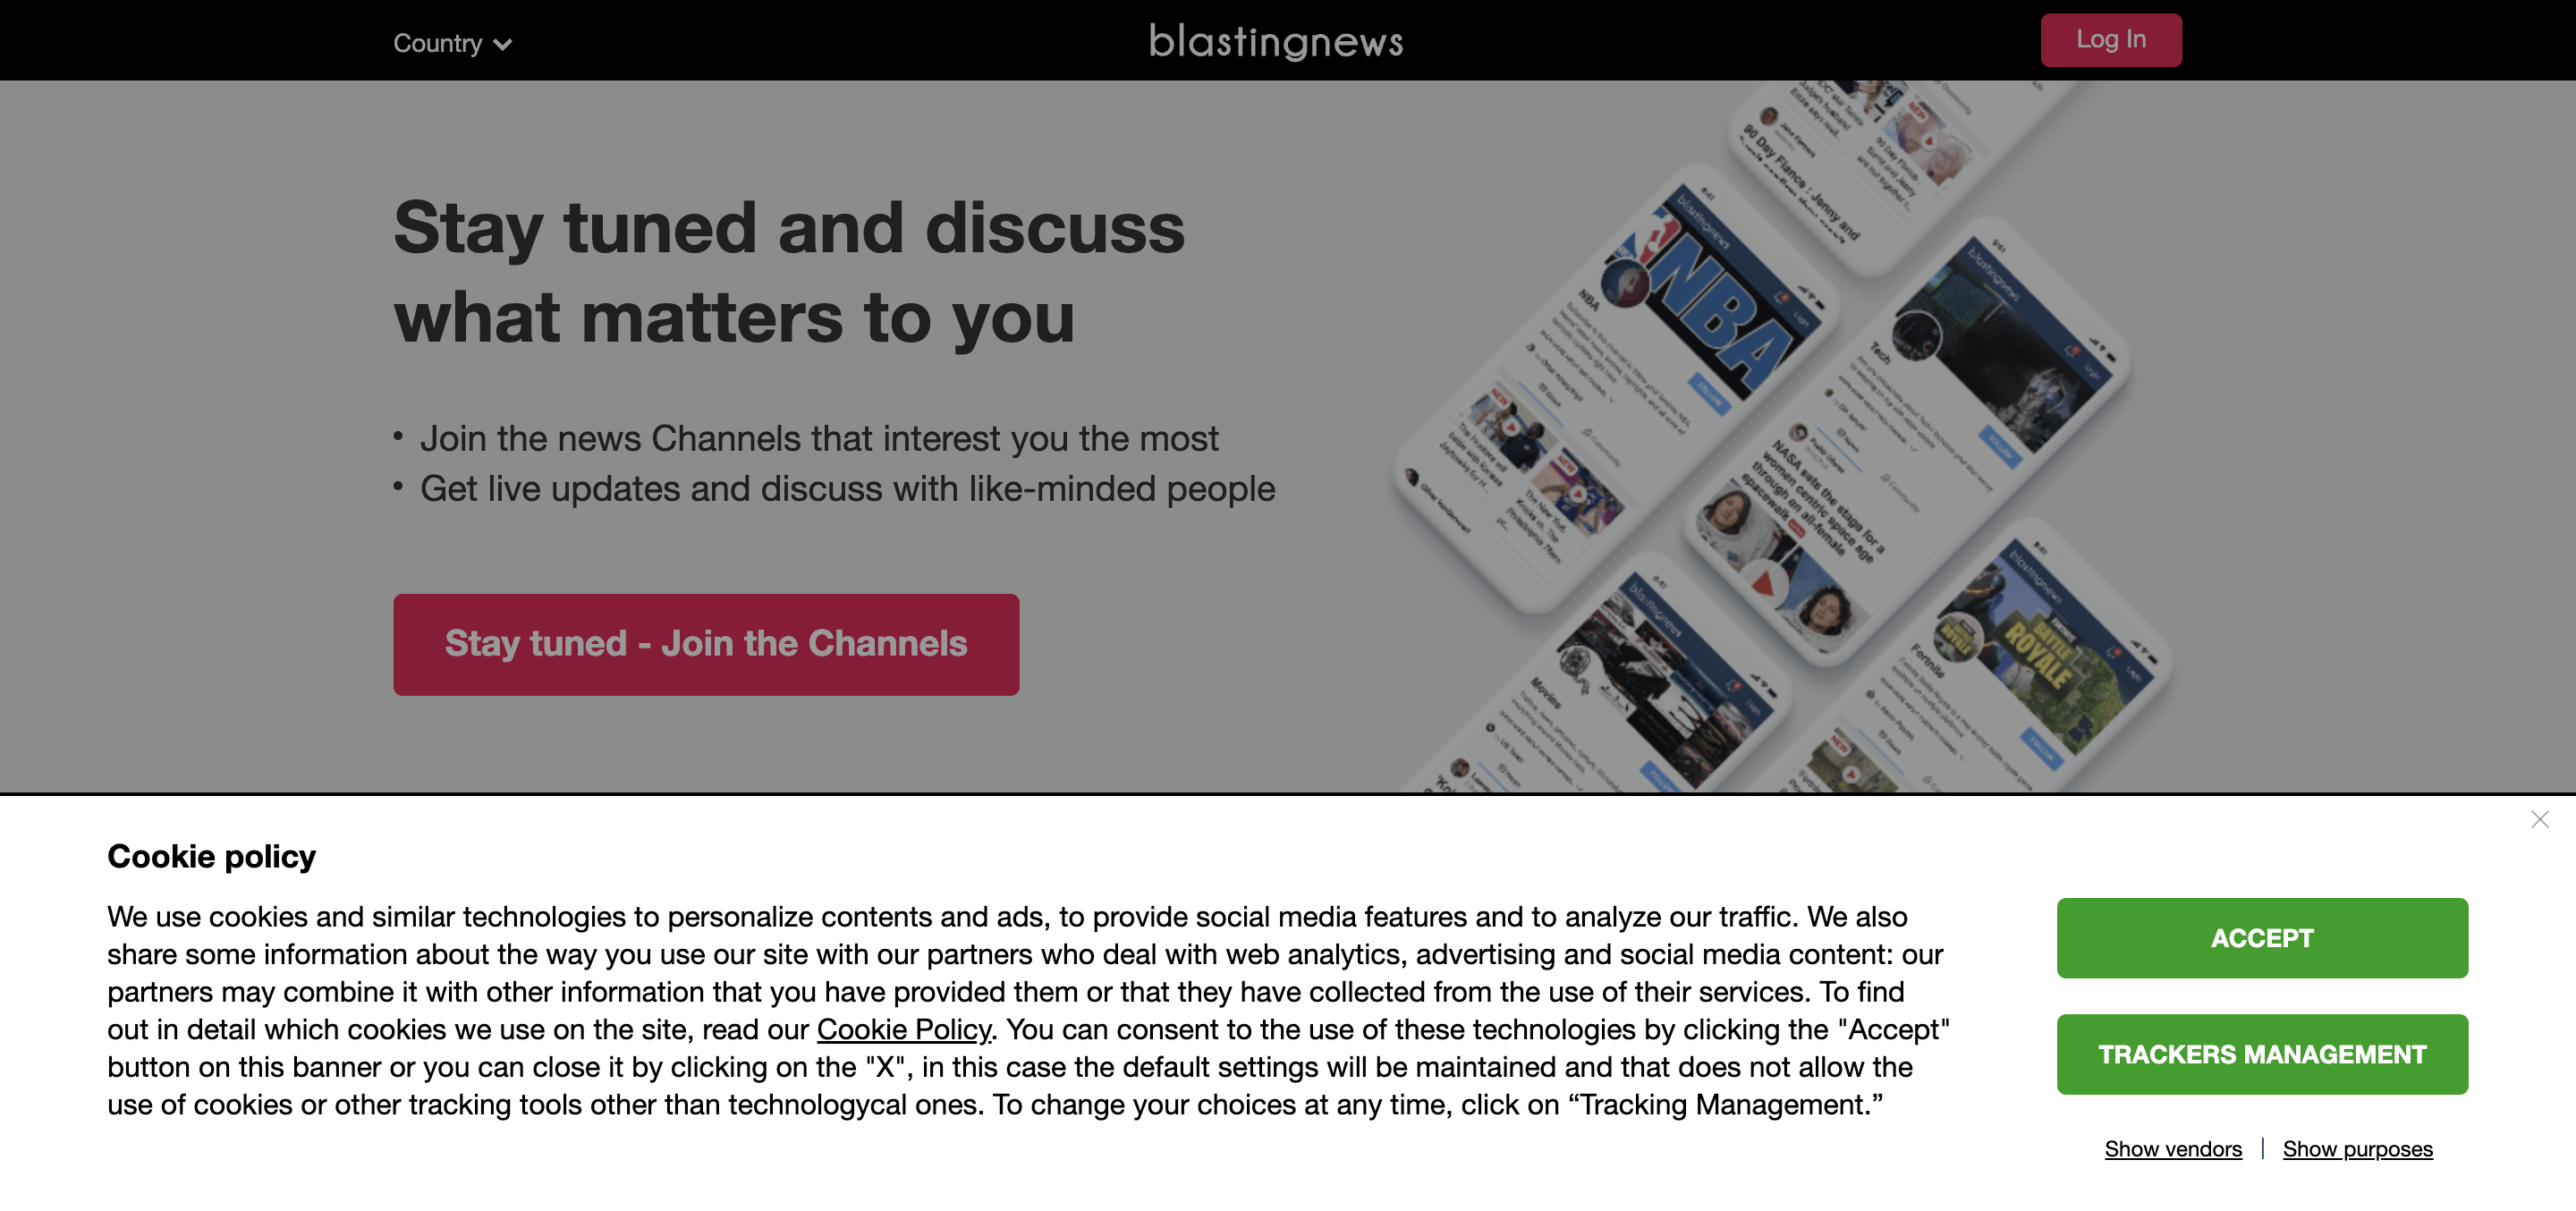 Country
blastingnews
Log In
Stay tuned and discuss
what matters to you
• Join the news Channels that interest you the most
• Get live updates and discuss with like-minded people
Stay tuned - Join the Channels
90 Day Fiance : Jenny and
blastingnews
NBA
NBA
FOLLOW
NEW
NEW
blastingnews
Tech
FOLLOW
NASA sets the stage for a
women centric space age
through an all-female
spacewalk
blastingnews
Movies
blastingnews
BATTLE
ROYALE
Fortnite
FOLLOW
NEW
Cookie policy
We use cookies and similar technologies to personalize contents and ads, to provide social media features and to analyze our traffic. We also
share some information about the way you use our site with our partners who deal with web analytics, advertising and social media content: our
partners may combine it with other information that you have provided them or that they have collected from the use of their services. To find
out in detail which cookies we use on the site, read our Cookie Policy. You can consent to the use of these technologies by clicking the "Accept"
button on this banner or you can close it by clicking on the "X", in this case the default settings will be maintained and that does not allow the
use of cookies or other tracking tools other than technologycal ones. To change your choices at any time, click on “Tracking Management.”
ACCEPT
TRACKERS MANAGEMENT
Show vendors | Show purposes